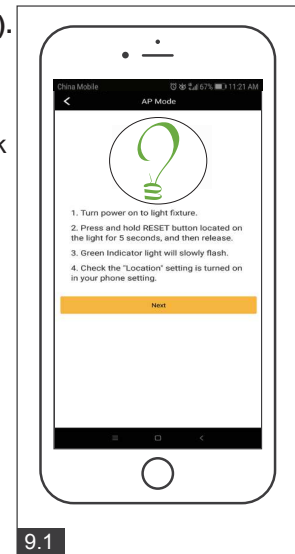 ).
k
China Mobile 67% 11:21 AM
AP Mode
1. Turn power on to light fixture.
2. Press and hold RESET button located on
the light for 5 seconds, and then release.
3. Green Indicator light will slowly flash.
4. Check the "Location" setting is turned on
in your phone setting.
Next
9.1